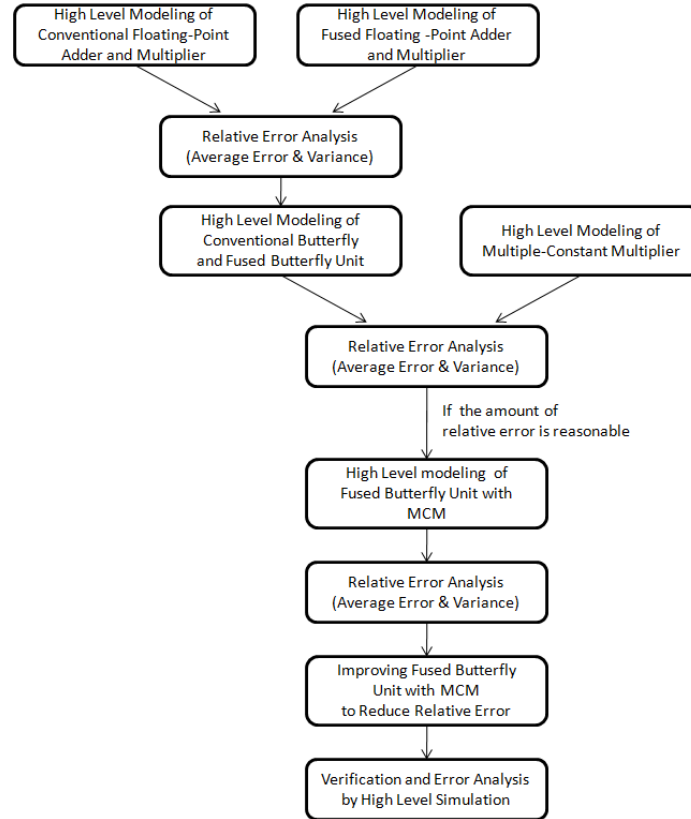 High Level Modeling of
Conventional Floating-Point
Adder and Multiplier
High Level Modeling of
Fused Floating -Point Adder
and Multiplier
Relative Error Analysis
(Average Error & Variance)
High Level Modeling of
Conventional Butterfly
and Fused Butterfly Unit
High Level Modeling of
Multiple-Constant Multiplier
Relative Error Analysis
(Average Error & Variance)
If the amount of
relative error is reasonable
High Level modeling of
Fused Butterfly Unit with
MCM
Relative Error Analysis
(Average Error & Variance)
Improving Fused Butterfly
Unit with MCM
to Reduce Relative Error
Verification and Error Analysis
by High Level Simulation